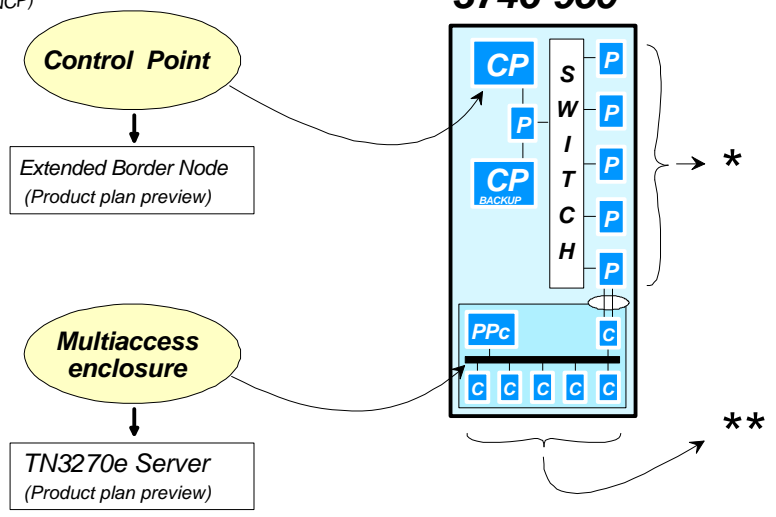 Control Point
Extended Border Node
(Product plan preview)
CP
P
CP
BACKUP
S
W
I
T
C
H
P
P
P
P
P
*
Multiaccess
enclosure
TN3270e Server
(Product plan preview)
PPc
C
C
C
C
C
C
**